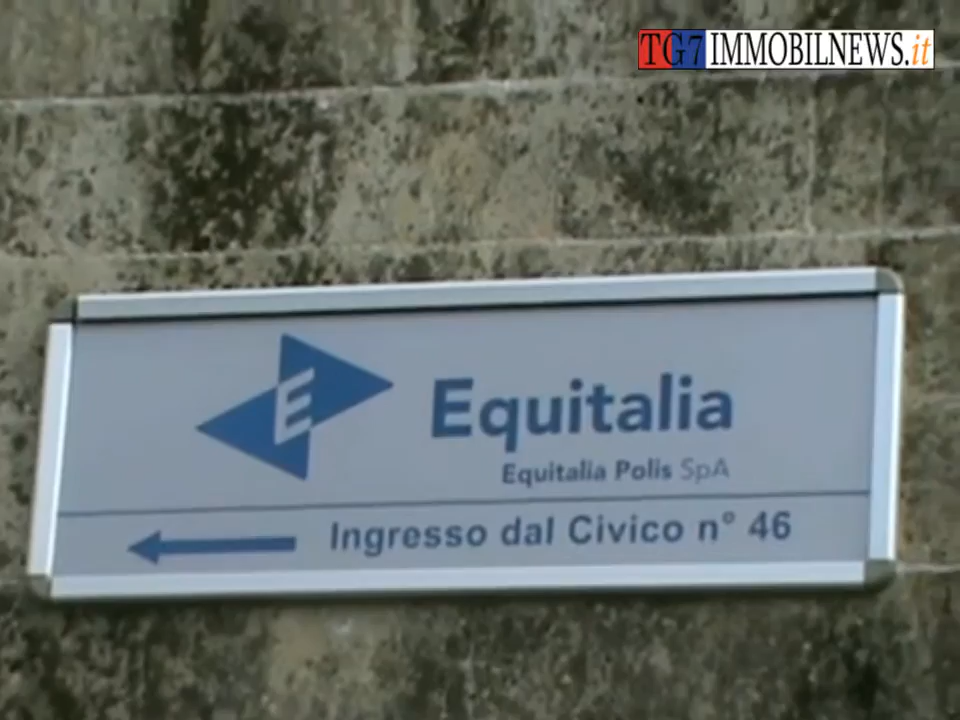 TG7 IMMOBILNEWS.it
E
Equitalia
Equitalia Polis SpA
Ingresso dal Civico n° 46